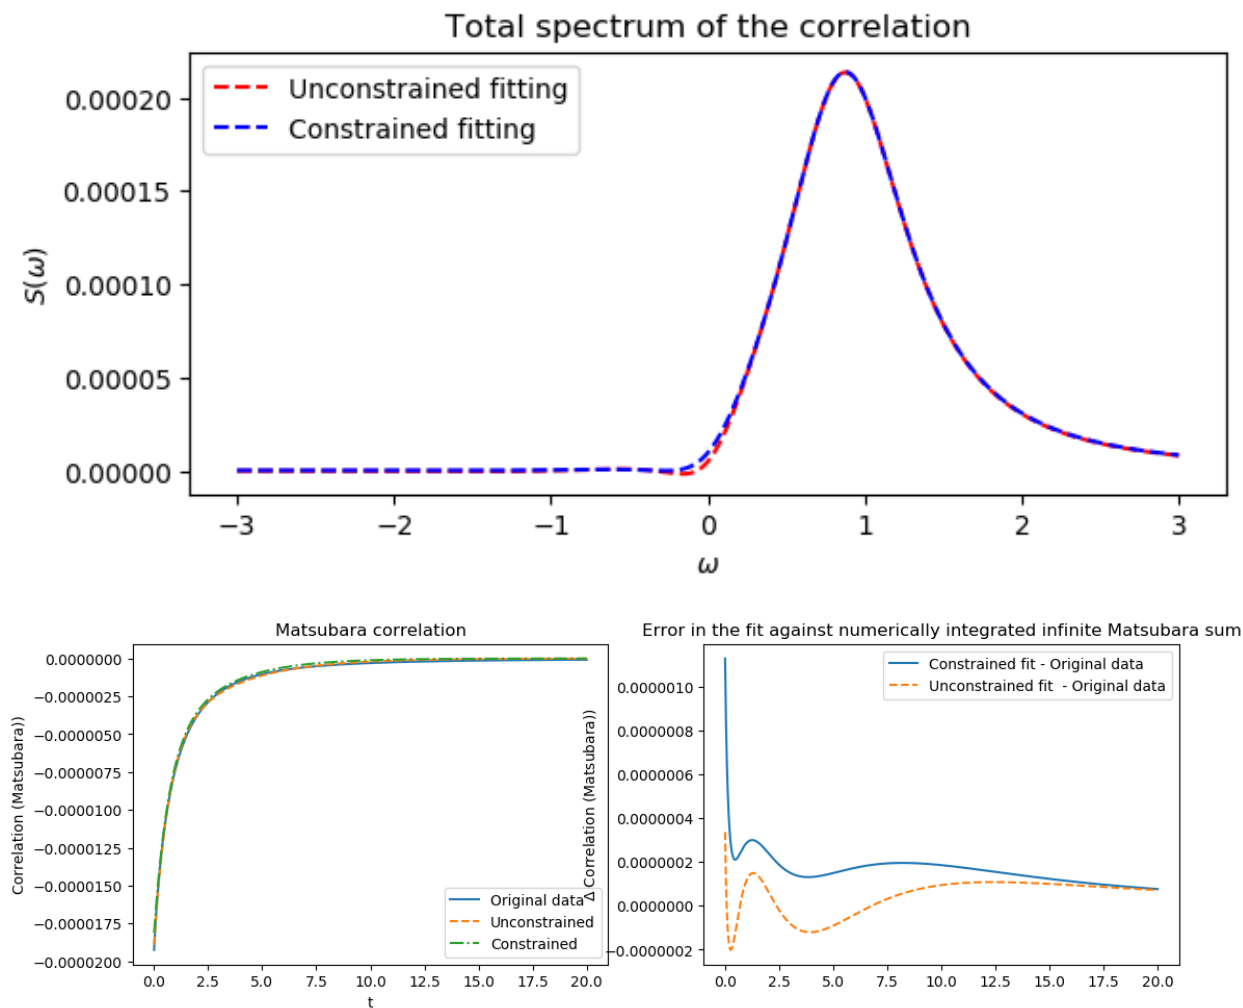 Total spectrum of the correlation
Unconstrained fitting
Constrained fitting
0.00020
0.00015
0.00010
0.00005
0.00000
S(ω)
−3 −2 −1 0 1 2 3
ω
Matsubara correlation
0.0000000
−0.0000025
−0.0000050
−0.0000075
−0.0000100
−0.0000125
−0.0000150
−0.0000175
−0.0000200
Correlation (Matsubara))
Original data
Unconstrained
Constrained
0.0 2.5 5.0 7.5 10.0 12.5 15.0 17.5 20.0
t
Error in the fit against numerically integrated infinite Matsubara sum
Constrained fit - Original data
Unconstrained fit - Original data
0.0000010
0.0000008
0.0000006
0.0000004
0.0000002
0.0000000
−0.0000002
Δ Correlation (Matsubara))
0.0 2.5 5.0 7.5 10.0 12.5 15.0 17.5 20.0